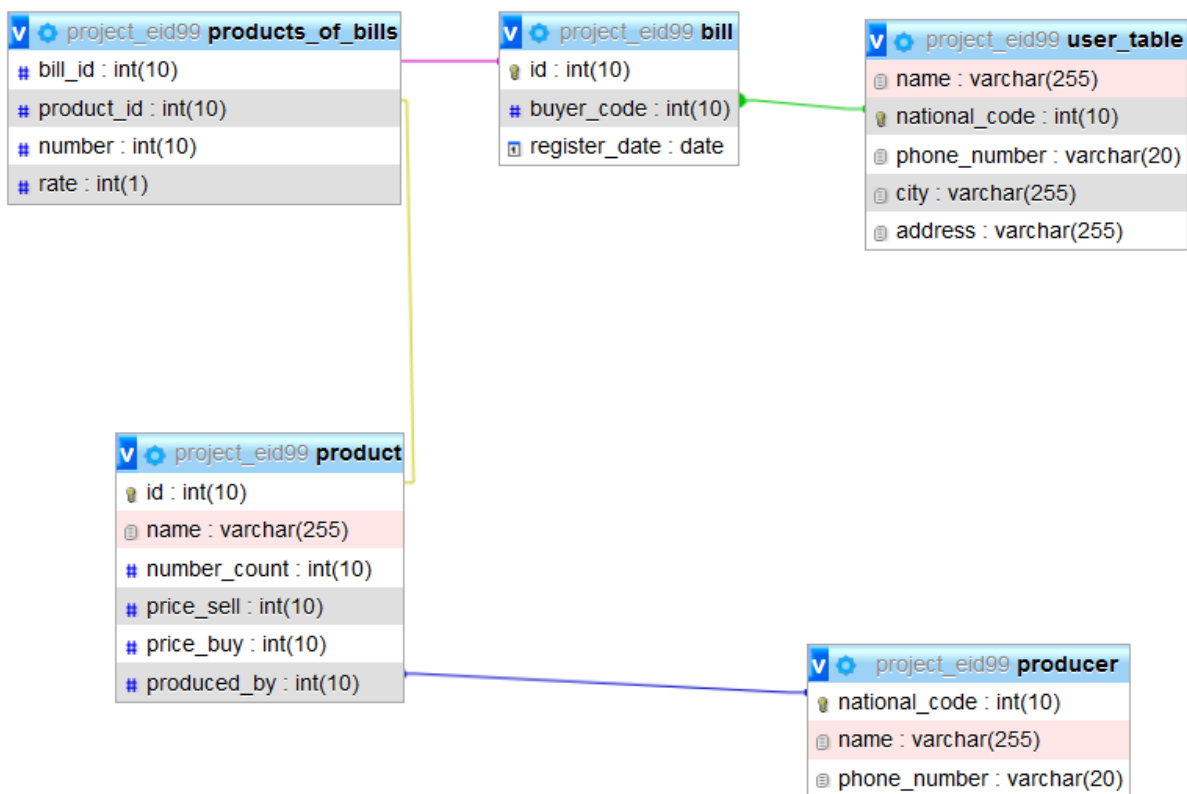 project_eid99 products_of_bills
bill_id : int(10)
product_id : int(10)
number : int(10)
rate : int(1)
project_eid99 bill
id : int(10)
buyer_code : int(10)
register_date : date
project_eid99 user_table
name : varchar(255)
national_code : int(10)
phone_number : varchar(20)
city : varchar(255)
address : varchar(255)
project_eid99 product
id : int(10)
name : varchar(255)
number_count : int(10)
price_sell : int(10)
price_buy : int(10)
produced_by : int(10)
project_eid99 producer
national_code : int(10)
name : varchar(255)
phone_number : varchar(20)